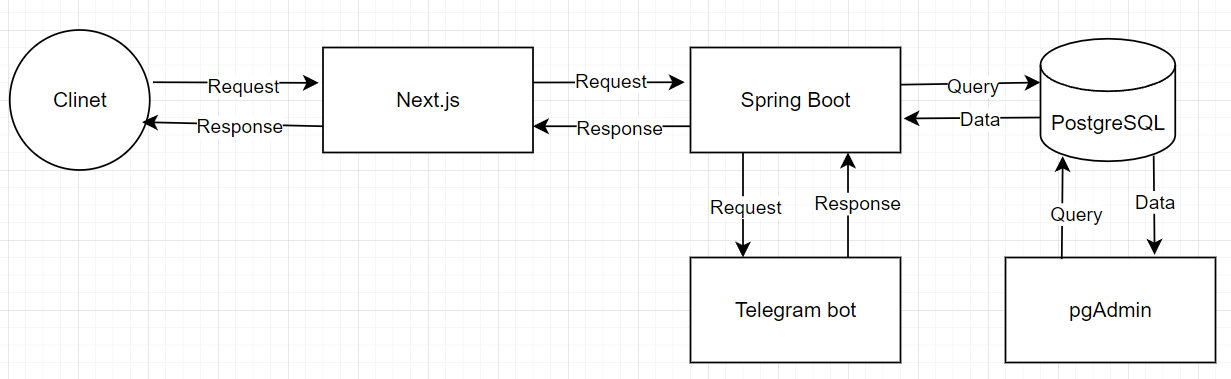 Clinet
Request
Response
Next.js
Request
Response
Spring Boot
Query
Data
PostgreSQL
Request
Response
Query
Data
Telegram bot
pgAdmin